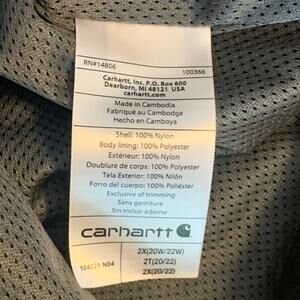 RN#14806
100366
Carhartt, Inc. P.O. Box 600
Dearborn, MI 48121 USA
carhartt.com
Made in Cambodia
Fabriqué au Cambodge
Hecho en Camboya
Shell: 100% Nylon
Body lining: 100% Polyester
Extérieur: 100% Nylon
Doublure de corps: 100% Polyester
Tela Exterior: 100% Nilón
Forro del cuerpo: 100% Poliéster
Exclusive of trimming
Sans garniture
Sin incluir adorno
carhartt
104221 N04
2X(20W/22W)
2T(20/22)
2X(20/22)